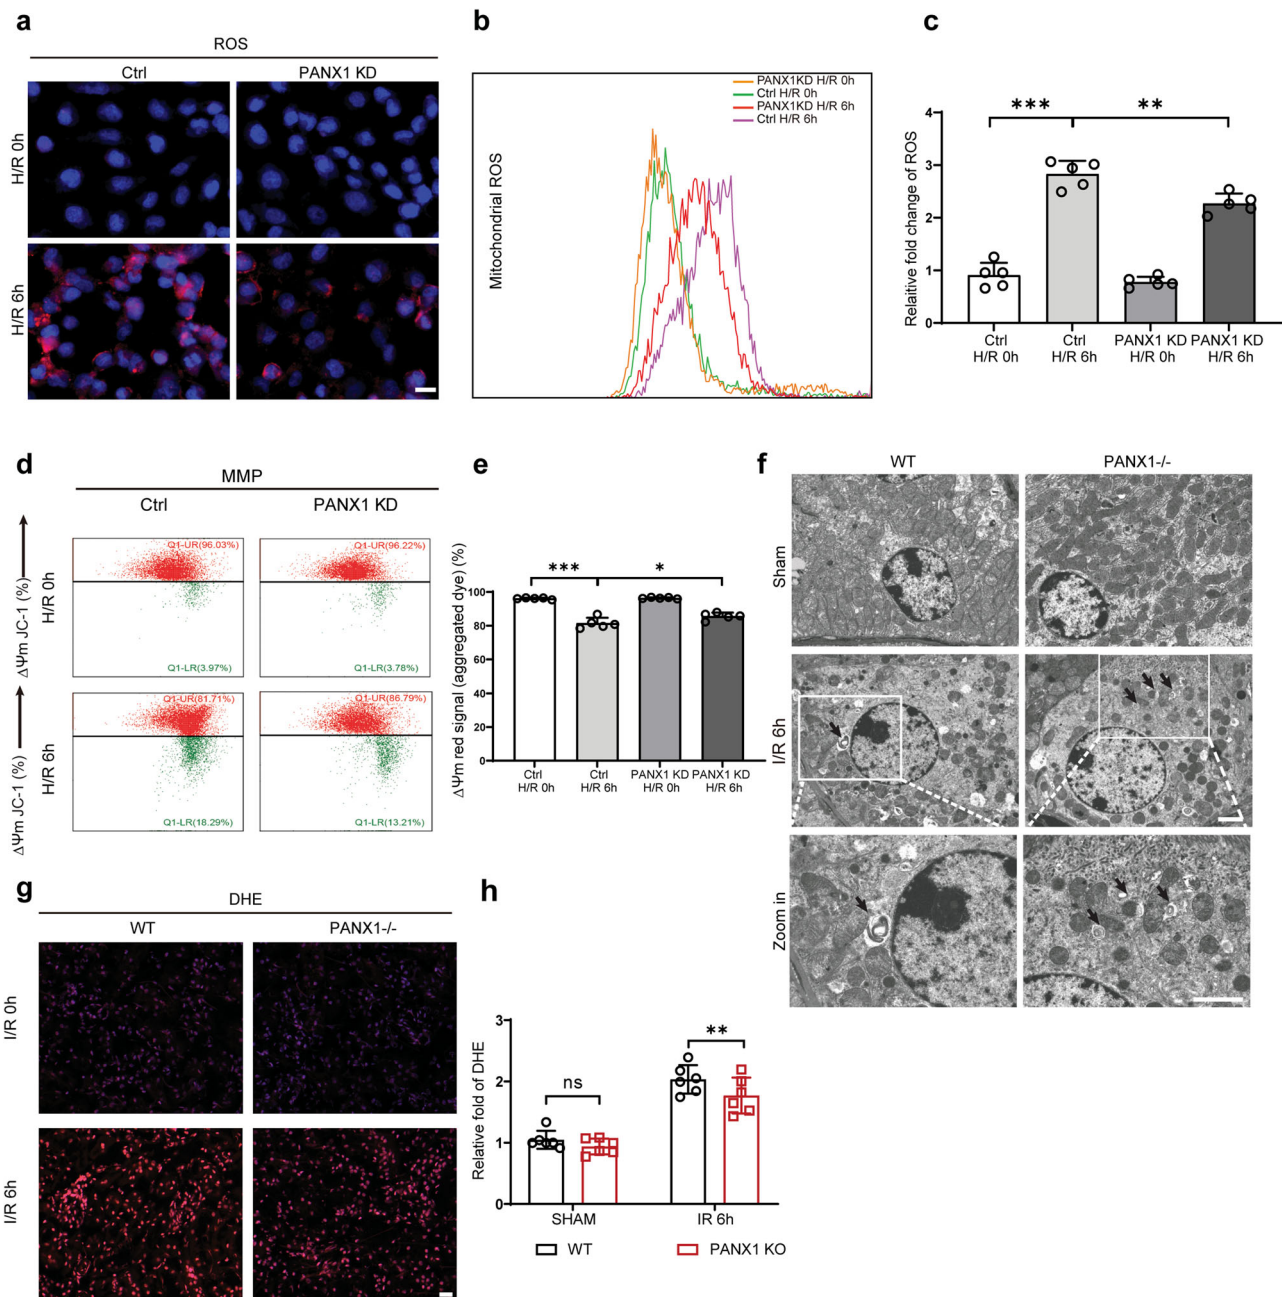 a
ROS
Ctrl
PANX1 KD
H/R 0h
H/R 6h
b
Mitochondrial ROS
PANX1KD H/R 0h
Ctrl H/R 0h
PANX1KD H/R 6h
Ctrl H/R 6h
c
Relaitive fold change of ROS
4
3
2
1
0
***
**
Ctrl
H/R 0h
Ctrl
H/R 6h
PANX1 KD
H/R 0h
PANX1 KD
H/R 6h
d
MMP
Ctrl
PANX1 KD
ΔΨm JC-1 (%)
H/R 0h
Q1-UR(96.03%)
Q1-LR(3.97%)
Q1-UR(96.22%)
Q1-LR(3.78%)
ΔΨm JC-1 (%)
H/R 6h
Q1-UR(81.71%)
Q1-LR(18.29%)
Q1-UR(86.79%)
Q1-LR(13.21%)
e
ΔΨm red signal (aggregated dye) (%)
100
80
60
40
20
0
***
*
Ctrl
H/R 0h
Ctrl
H/R 6h
PANX1 KD
H/R 0h
PANX1 KD
H/R 6h
f
WT
PANX1-/-
Sham
I/R 6h
Zoom in
g
DHE
WT
PANX1-/-
I/R 0h
I/R 6h
h
Relative fold of DHE
3
2
1
0
ns
**
SHAM
IR 6h
WT
PANX1 KO